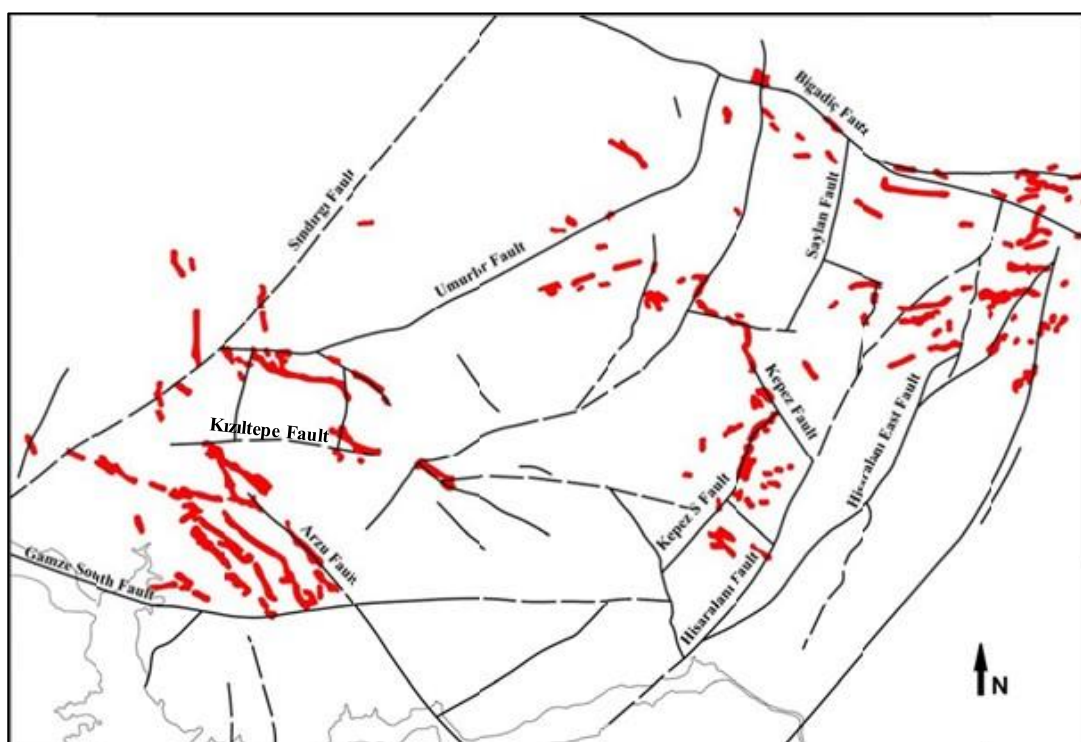 Bigadiç Fault
Sındırgı Fault
Saylan Fault
Umurlar Fault
Kepez Fault
Kızıltepe Fault
Hisaralanı East Fault
Kepez S Fault
Arzu Fault
Gamze South Fault
Hisaralanı Fault
N